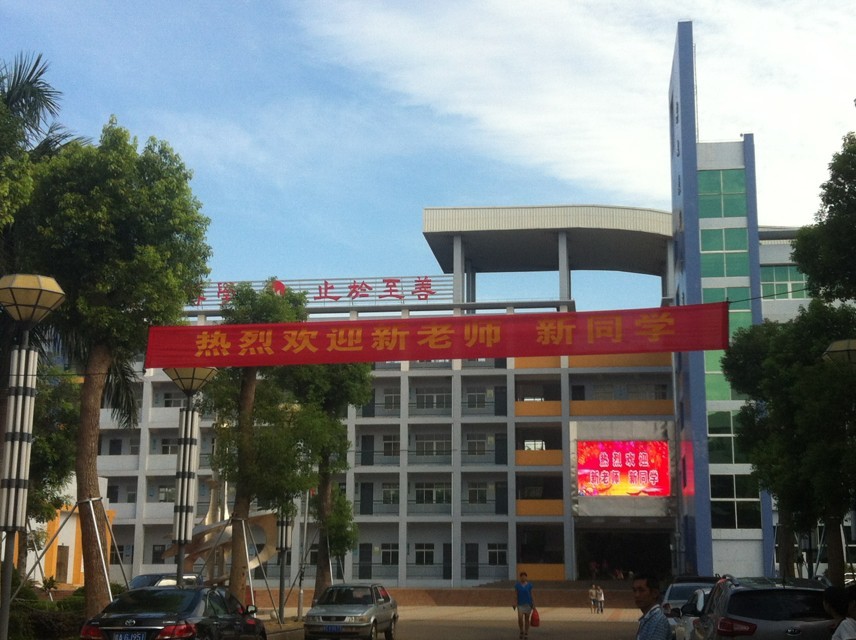 止於至善
热烈欢迎新老师 新同学
热烈欢迎
新老师 新同学